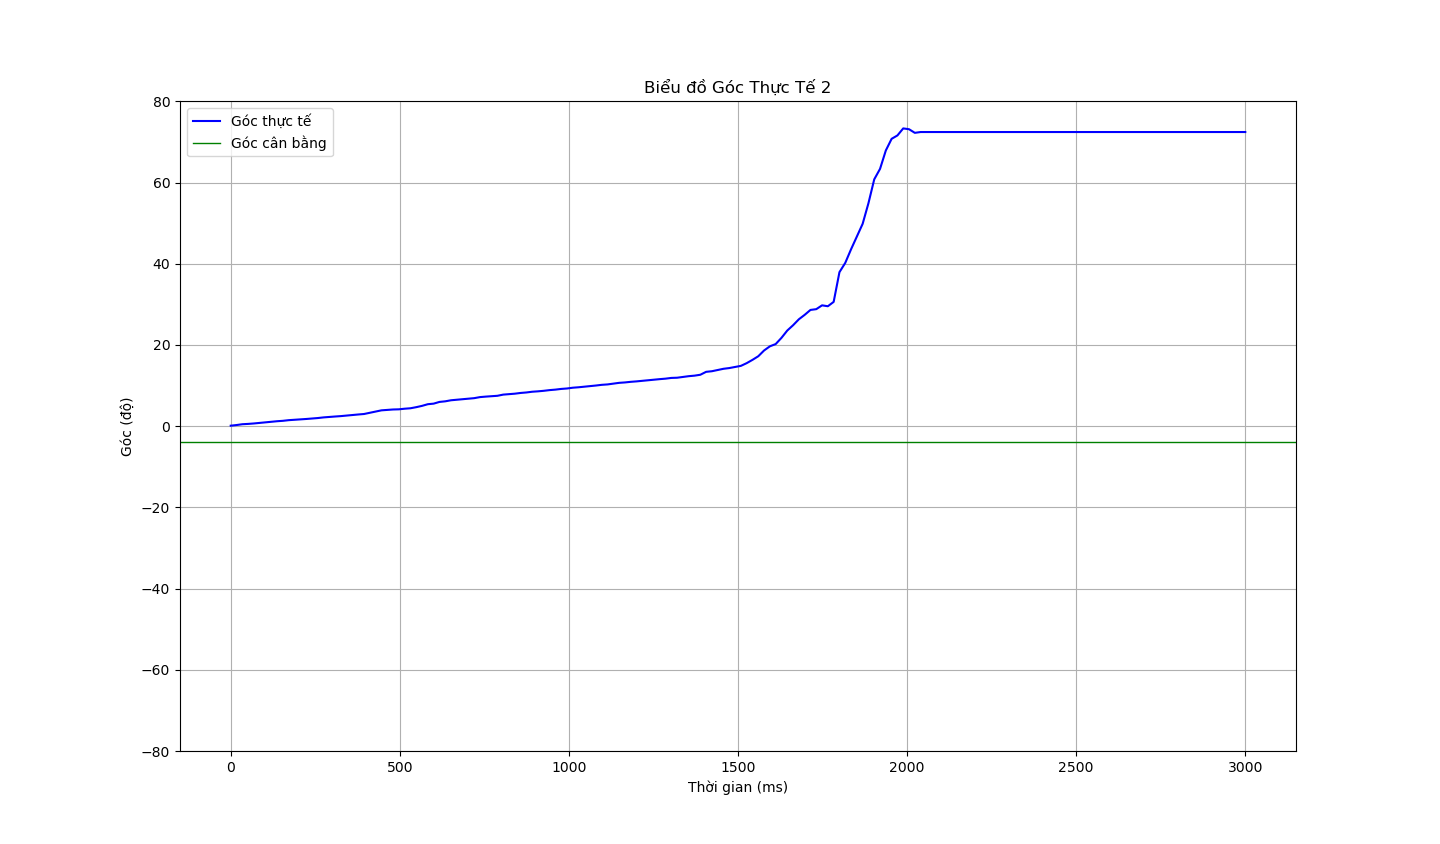 Biểu đồ Góc Thực Tế 2
80
Góc thực tế
Góc cân bằng
60
40
20
0
−20
−40
−60
−80
Góc (độ)
0 500 1000 1500 2000 2500 3000
Thời gian (ms)